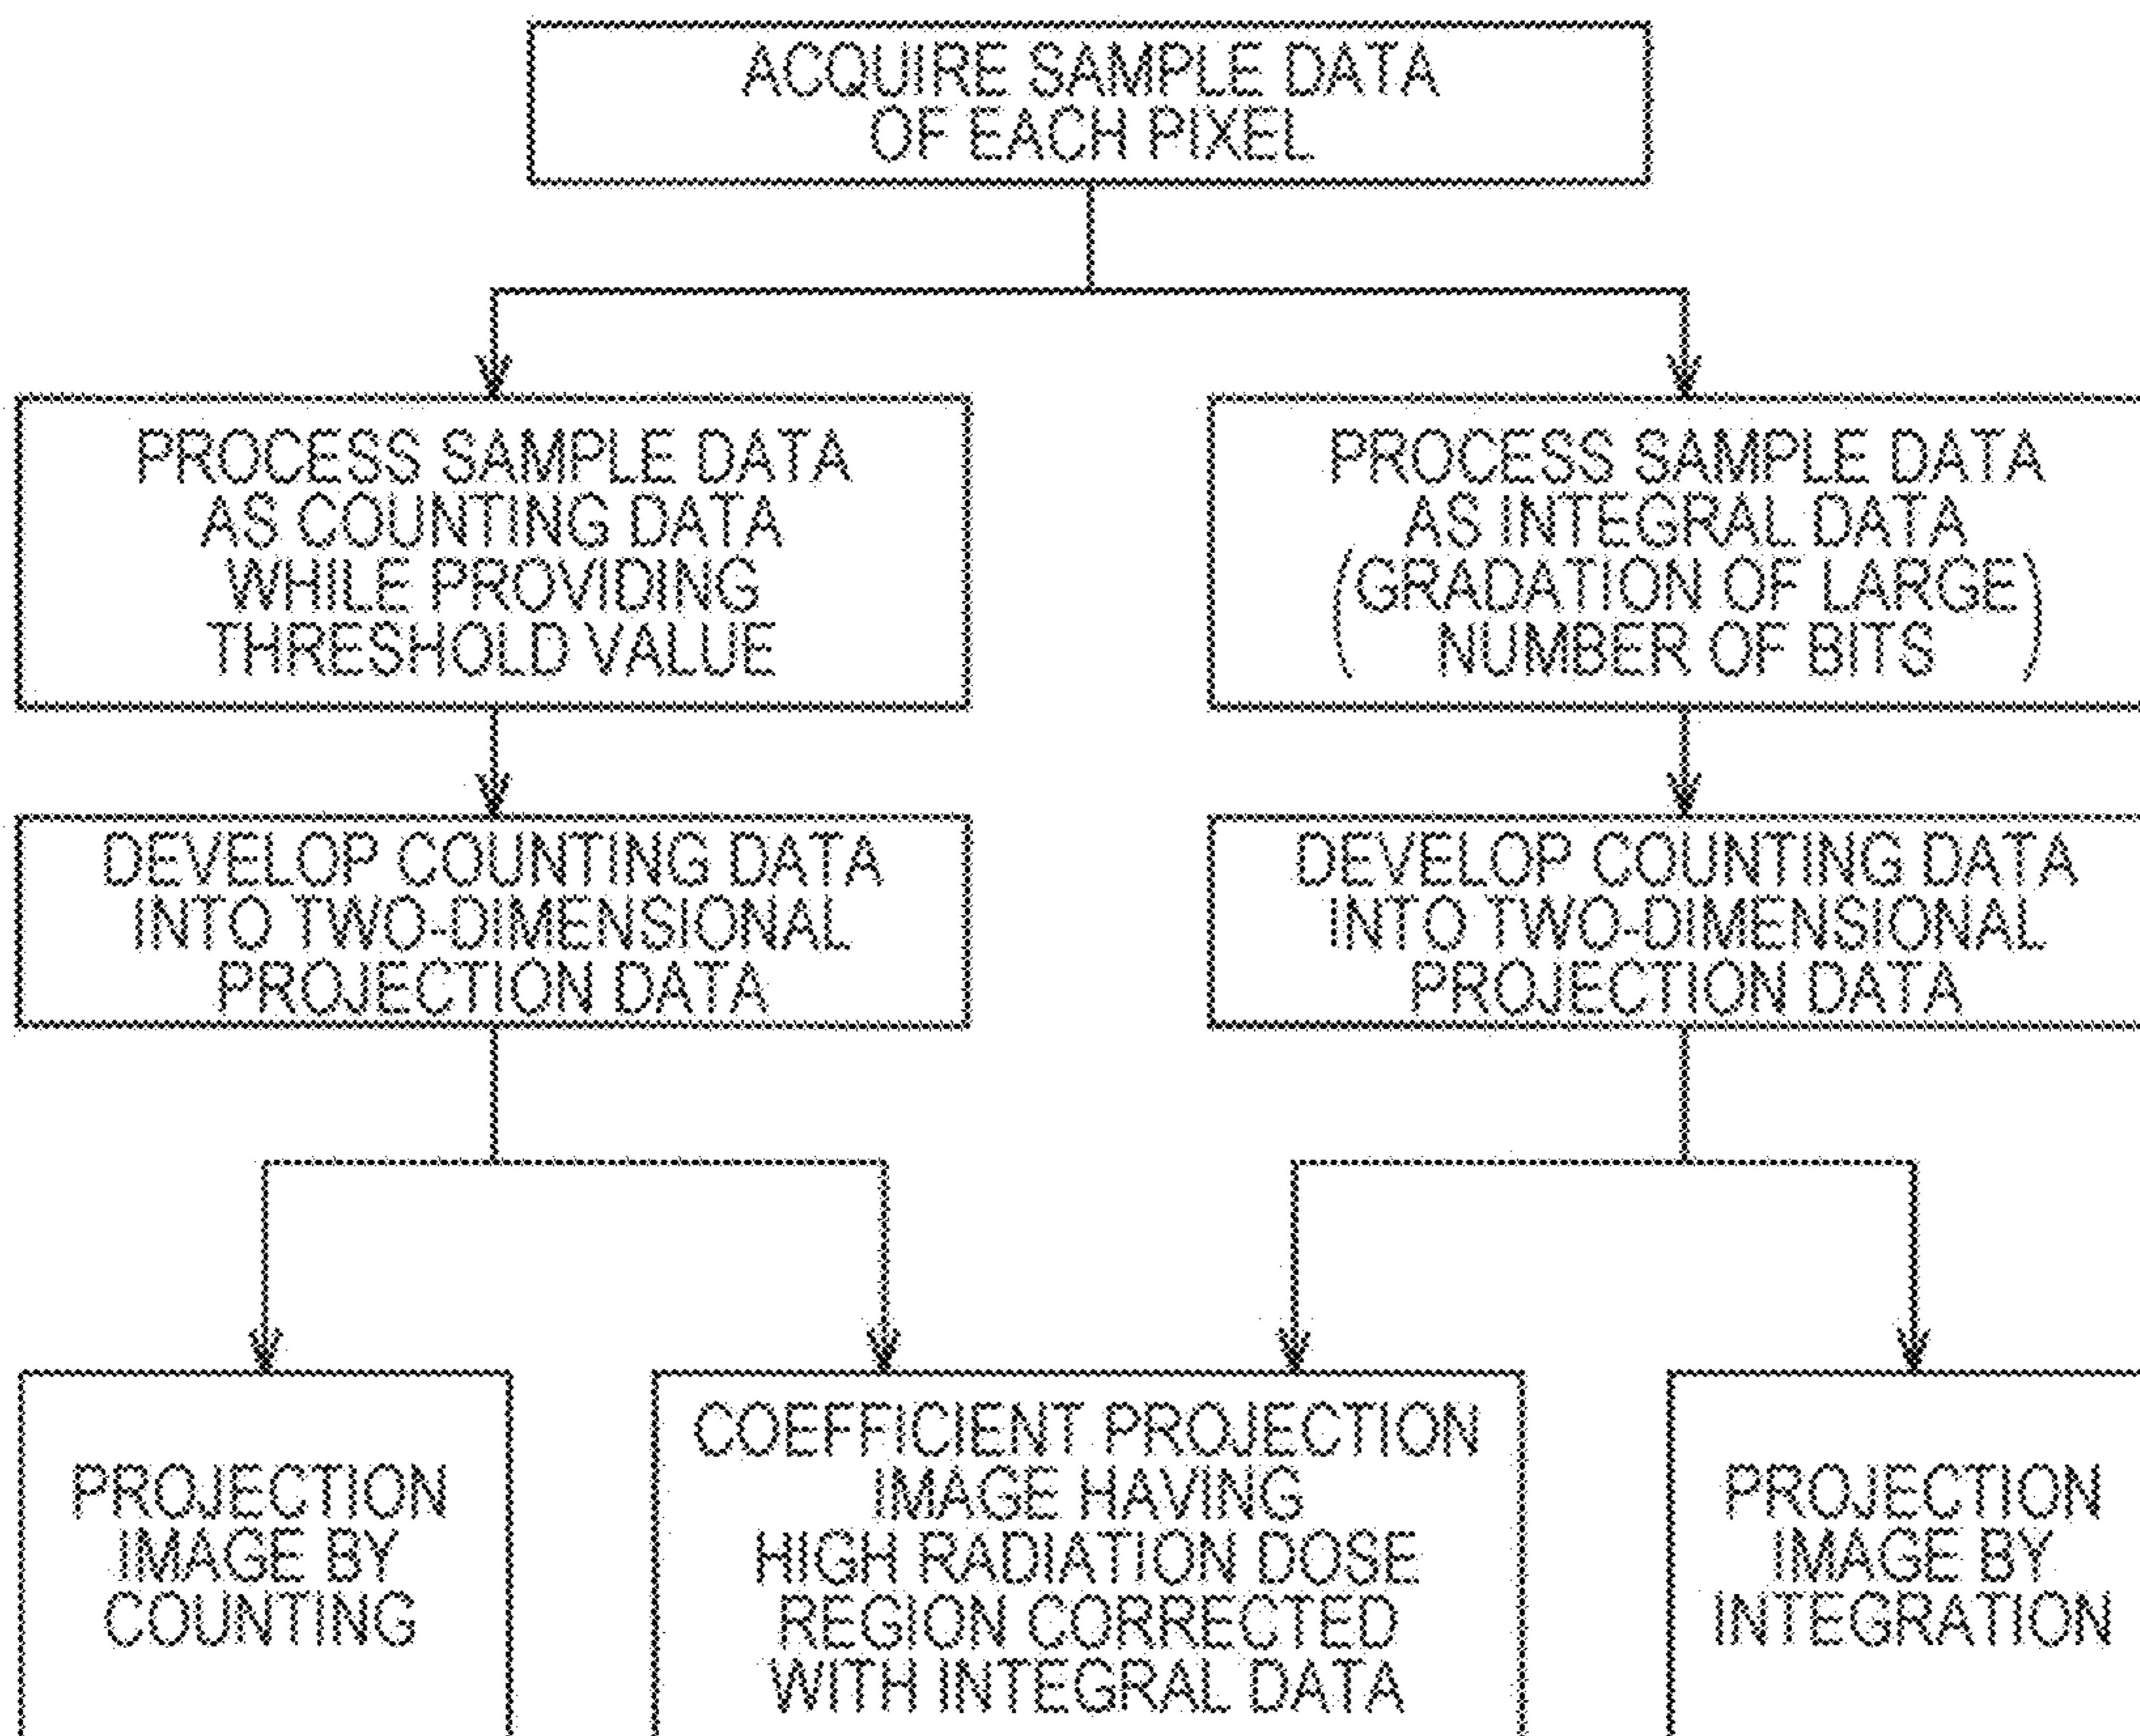 ACQUIRE SAMPLE DATA
OF EACH PIXEL
PROCESS SAMPLE DATA
AS COUNTING DATA
WHILE PROVIDING
THRESHOLD VALUE
PROCESS SAMPLE DATA
AS INTEGRAL DATA
(GRADATION OF LARGE
NUMBER OF BITS)
DEVELOP COUNTING DATA
INTO TWO-DIMENSIONAL
PROJECTION DATA
DEVELOP COUNTING DATA
INTO TWO-DIMENSIONAL
PROJECTION DATA
PROJECTION
IMAGE BY
COUNTING
COEFFICIENT PROJECTION
IMAGE HAVING
HIGH RADIATION DOSE
REGION CORRECTED
WITH INTEGRAL DATA
PROJECTION
IMAGE BY
INTEGRATION